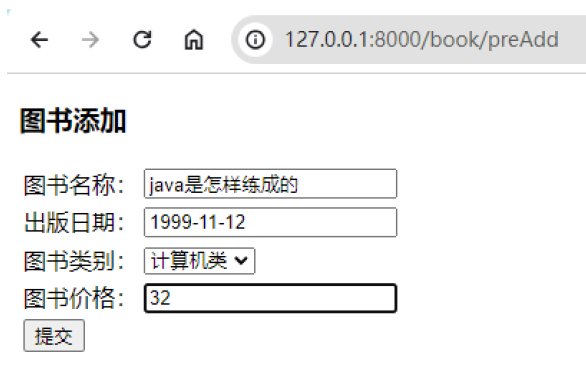 127.0.0.1:8000/book/preAdd
图书添加
图书名称： java是怎样练成的
出版日期： 1999-11-12
图书类别： 计算机类
图书价格： 32
提交